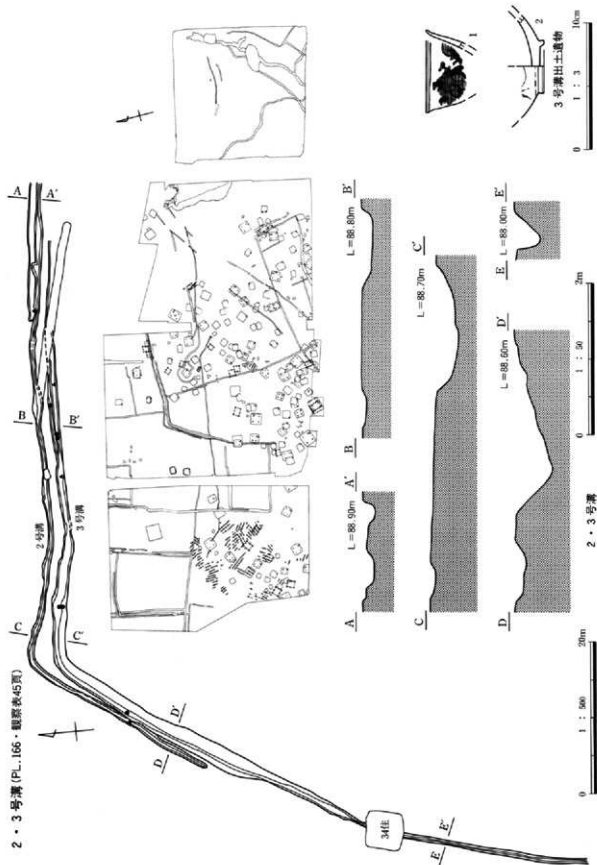 2・3号溝(PL.166・観察表45頁)
A
A′
B
B′
2号溝
3号溝
C
C′
D
D′
34住
E
E′
A
A′
L=88.90m
B
B′
L=88.80m
C
C′
L=88.70m
D
D′
L=88.60m
E
E′
L=88.00m
0
1:500
20m
0
1:50
2m
2・3号溝
1
2
3号溝出土遺物
0
1:3
10cm